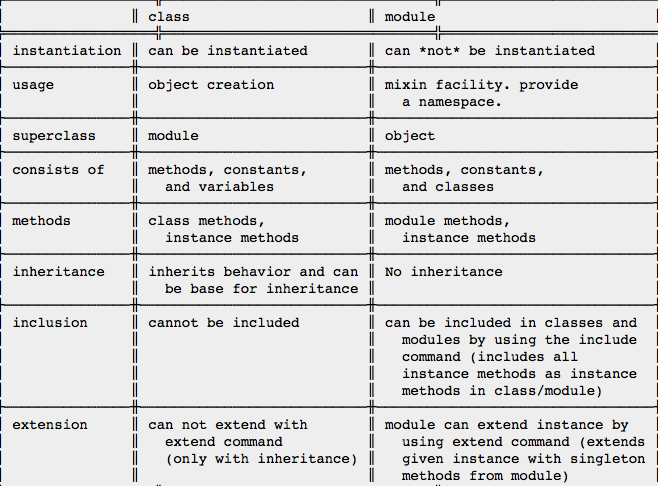 class module
instantiation can be instantiated can *not* be instantiated
usage object creation mixin facility. provide
a namespace.
superclass module object
consists of methods, constants, methods, constants,
and variables and classes
methods class methods, module methods,
instance methods instance methods
inheritance inherits behavior and can No inheritance
be base for inheritance
inclusion cannot be included can be included in classes and
modules by using the include
command (includes all
instance methods as instance
methods in class/module)
extension can not extend with module can extend instance by
extend command using extend command (extends
(only with inheritance) given instance with singleton
methods from module)